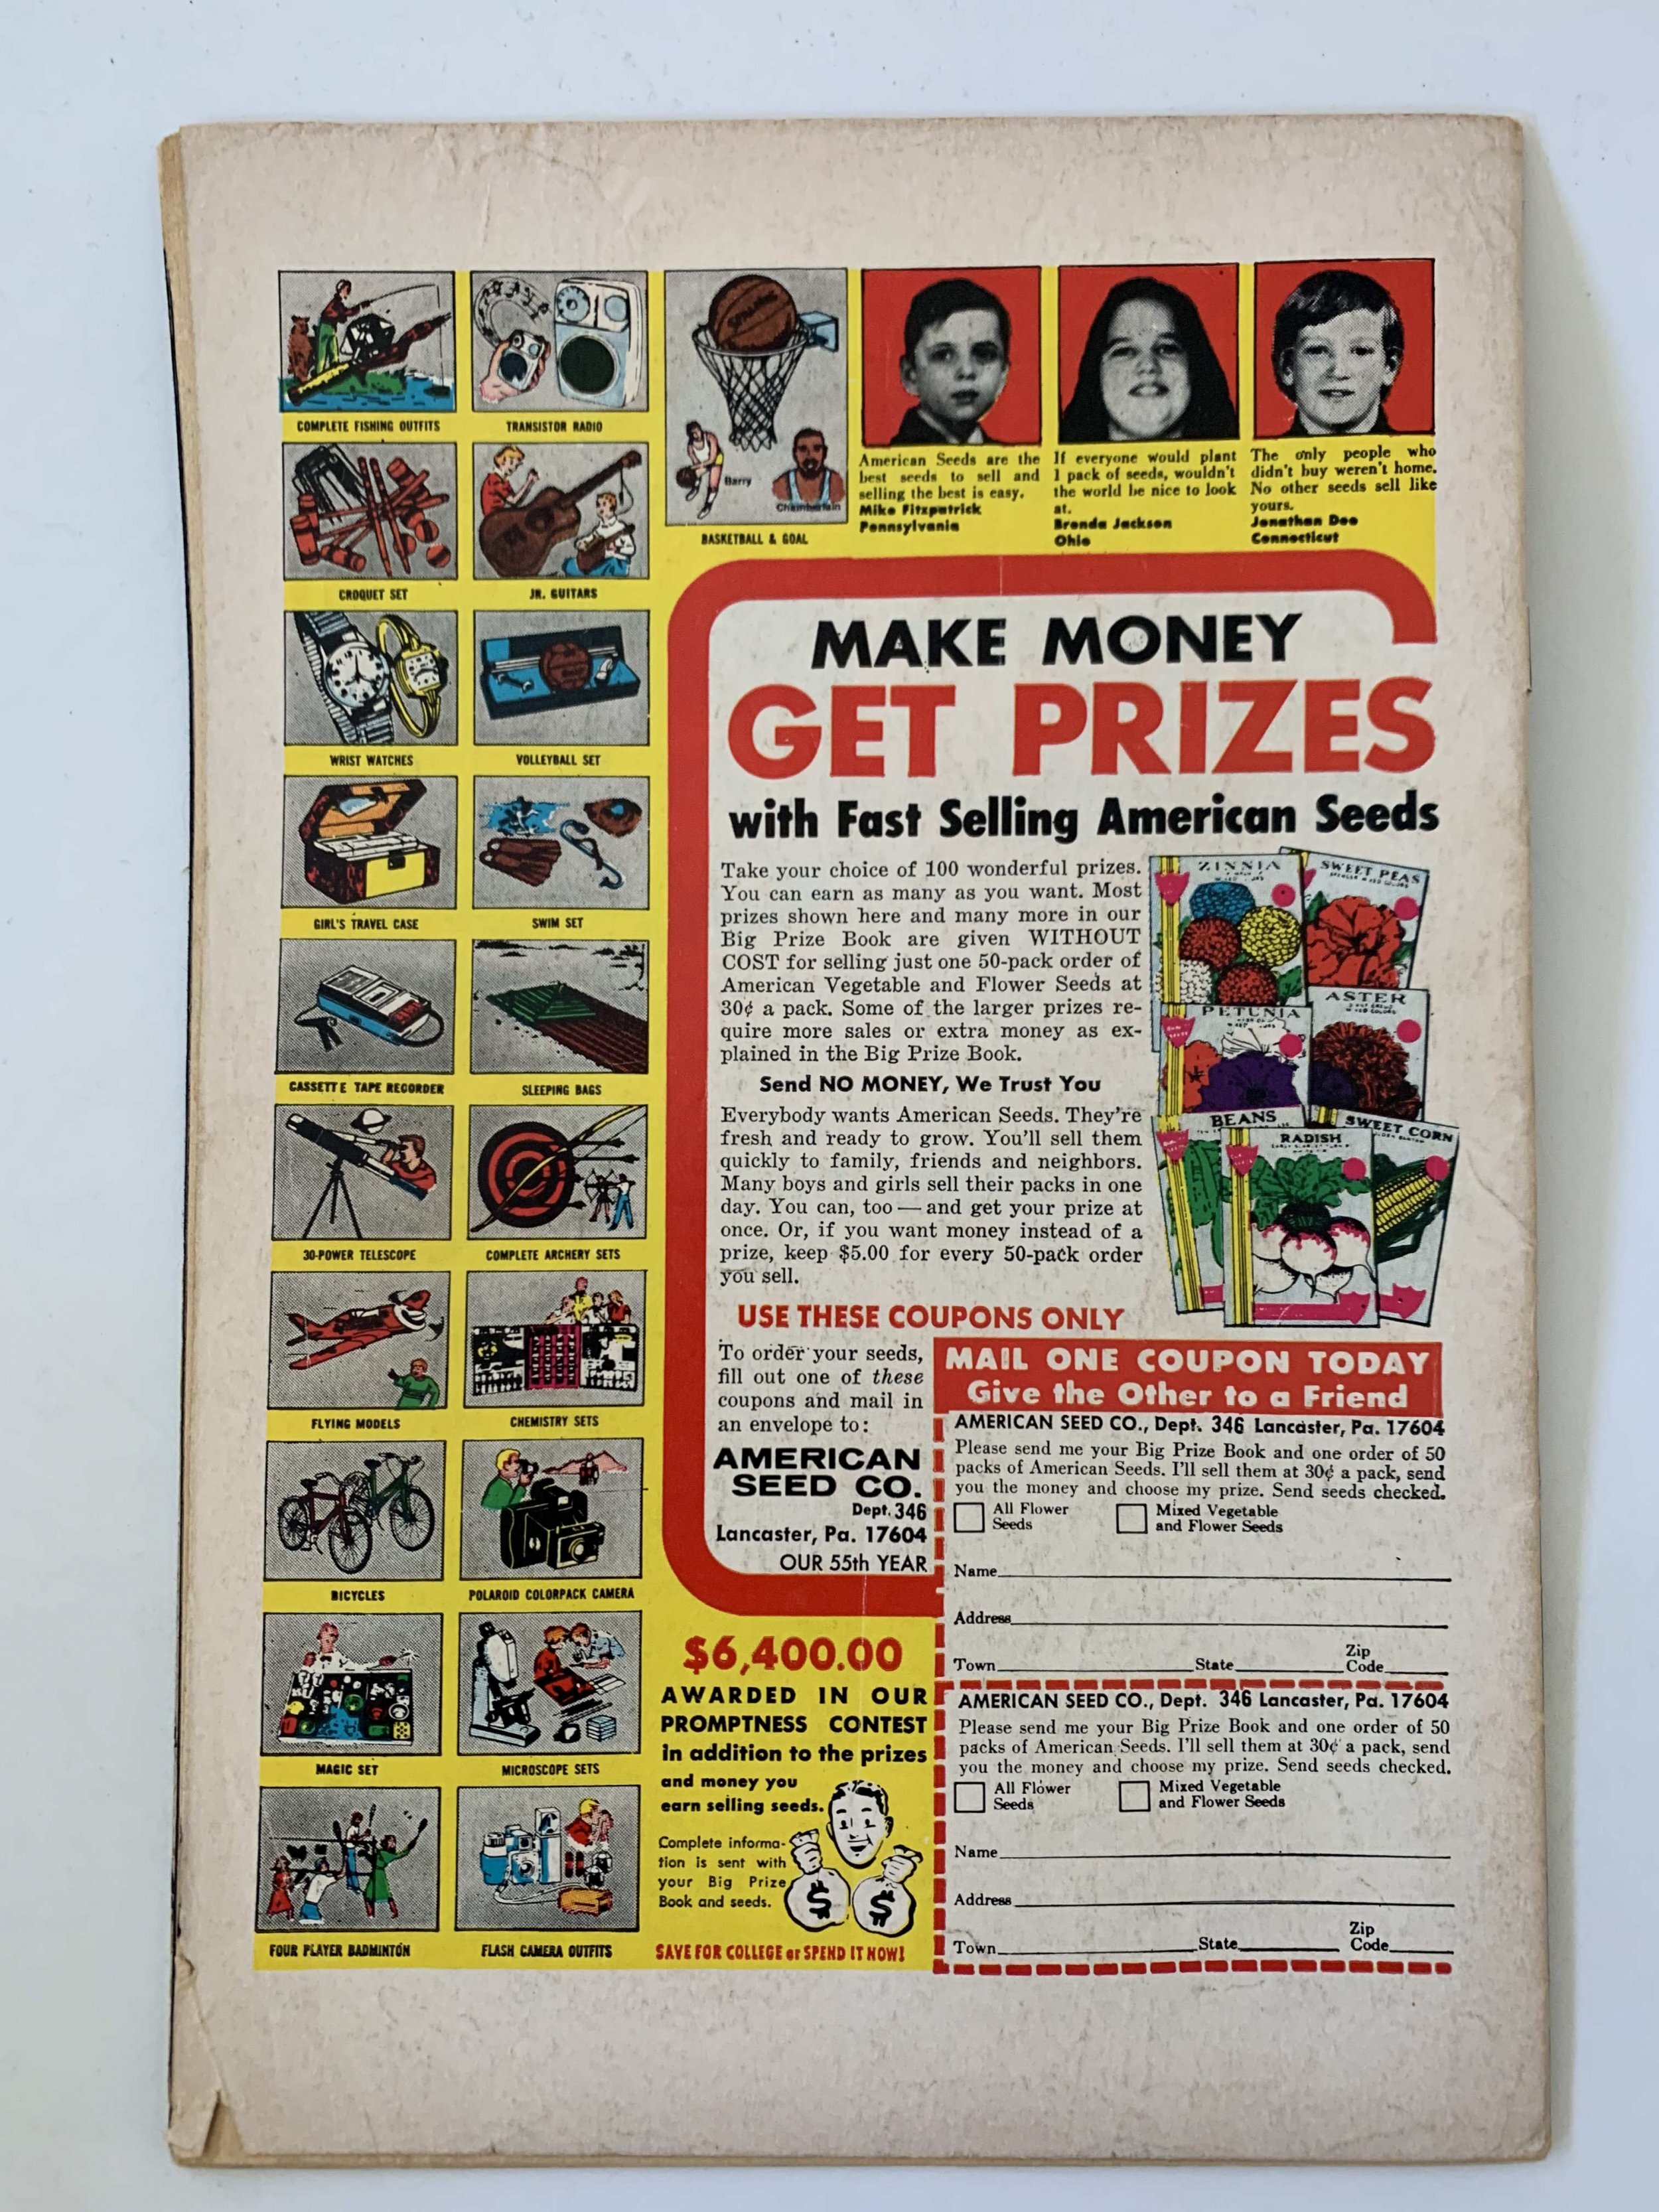 COMPLETE FISHING OUTFITS
TRANSISTOR RADIO
CROQUET SET
JR. GUITARS
WRIST WATCHES
VOLLEYBALL SET
GIRL'S TRAVEL CASE
SWIM SET
CASSETTE TAPE RECORDER
SLEEPING BAGS
30-POWER TELESCOPE
COMPLETE ARCHERY SETS
FLYING MODELS
CHEMISTRY SETS
BICYCLES
POLAROID COLORPACK CAMERA
MAGIC SET
MICROSCOPE SETS
FOUR PLAYER BADMINTON
FLASH CAMERA OUTFITS
Barry
Chamberlain
BASKETBALL & GOAL
American Seeds are the
best seeds to sell and
selling the best is easy.
Mike Fitzpatrick
Pennsylvania
If everyone would plant
1 pack of seeds, wouldn't
the world be nice to look
at.
Brenda Jackson
Ohio
The only people who
didn't buy weren't home.
No other seeds sell like
yours.
Jonathan Dee
Connecticut
MAKE MONEY
GET PRIZES
with Fast Selling American Seeds
Take your choice of 100 wonderful prizes.
You can earn as many as you want. Most
prizes shown here and many more in our
Big Prize Book are given WITHOUT
COST for selling just one 50-pack order of
American Vegetable and Flower Seeds at
30¢ a pack. Some of the larger prizes re-
quire more sales or extra money as ex-
plained in the Big Prize Book.
Send NO MONEY, We Trust You
Everybody wants American Seeds. They're
fresh and ready to grow. You'll sell them
quickly to family, friends and neighbors.
Many boys and girls sell their packs in one
day. You can, too — and get your prize at
once. Or, if you want money instead of a
prize, keep $5.00 for every 50-pack order
you sell.
ZINNIA
SWEET PEAS
PETUNIA
ASTER
BEANS
RADISH
SWEET CORN
USE THESE COUPONS ONLY
To order your seeds,
fill out one of these
coupons and mail in
an envelope to:
AMERICAN
SEED CO.
Dept. 346
Lancaster, Pa. 17604
OUR 55th YEAR
$6,400.00
AWARDED IN OUR
PROMPTNESS CONTEST
in addition to the prizes
and money you
earn selling seeds.
Complete informa-
tion is sent with
your Big Prize
Book and seeds.
$ $
SAVE FOR COLLEGE or SPEND IT NOW!
MAIL ONE COUPON TODAY
Give the Other to a Friend
AMERICAN SEED CO., Dept. 346 Lancaster, Pa. 17604
Please send me your Big Prize Book and one order of 50
packs of American Seeds. I'll sell them at 30¢ a pack, send
you the money and choose my prize. Send seeds checked.
All Flower
Seeds
Mixed Vegetable
and Flower Seeds
Name
Address
Town State Zip
Code
AMERICAN SEED CO., Dept. 346 Lancaster, Pa. 17604
Please send me your Big Prize Book and one order of 50
packs of American Seeds. I'll sell them at 30¢ a pack, send
you the money and choose my prize. Send seeds checked.
All Flower
Seeds
Mixed Vegetable
and Flower Seeds
Name
Address
Town State Zip
Code